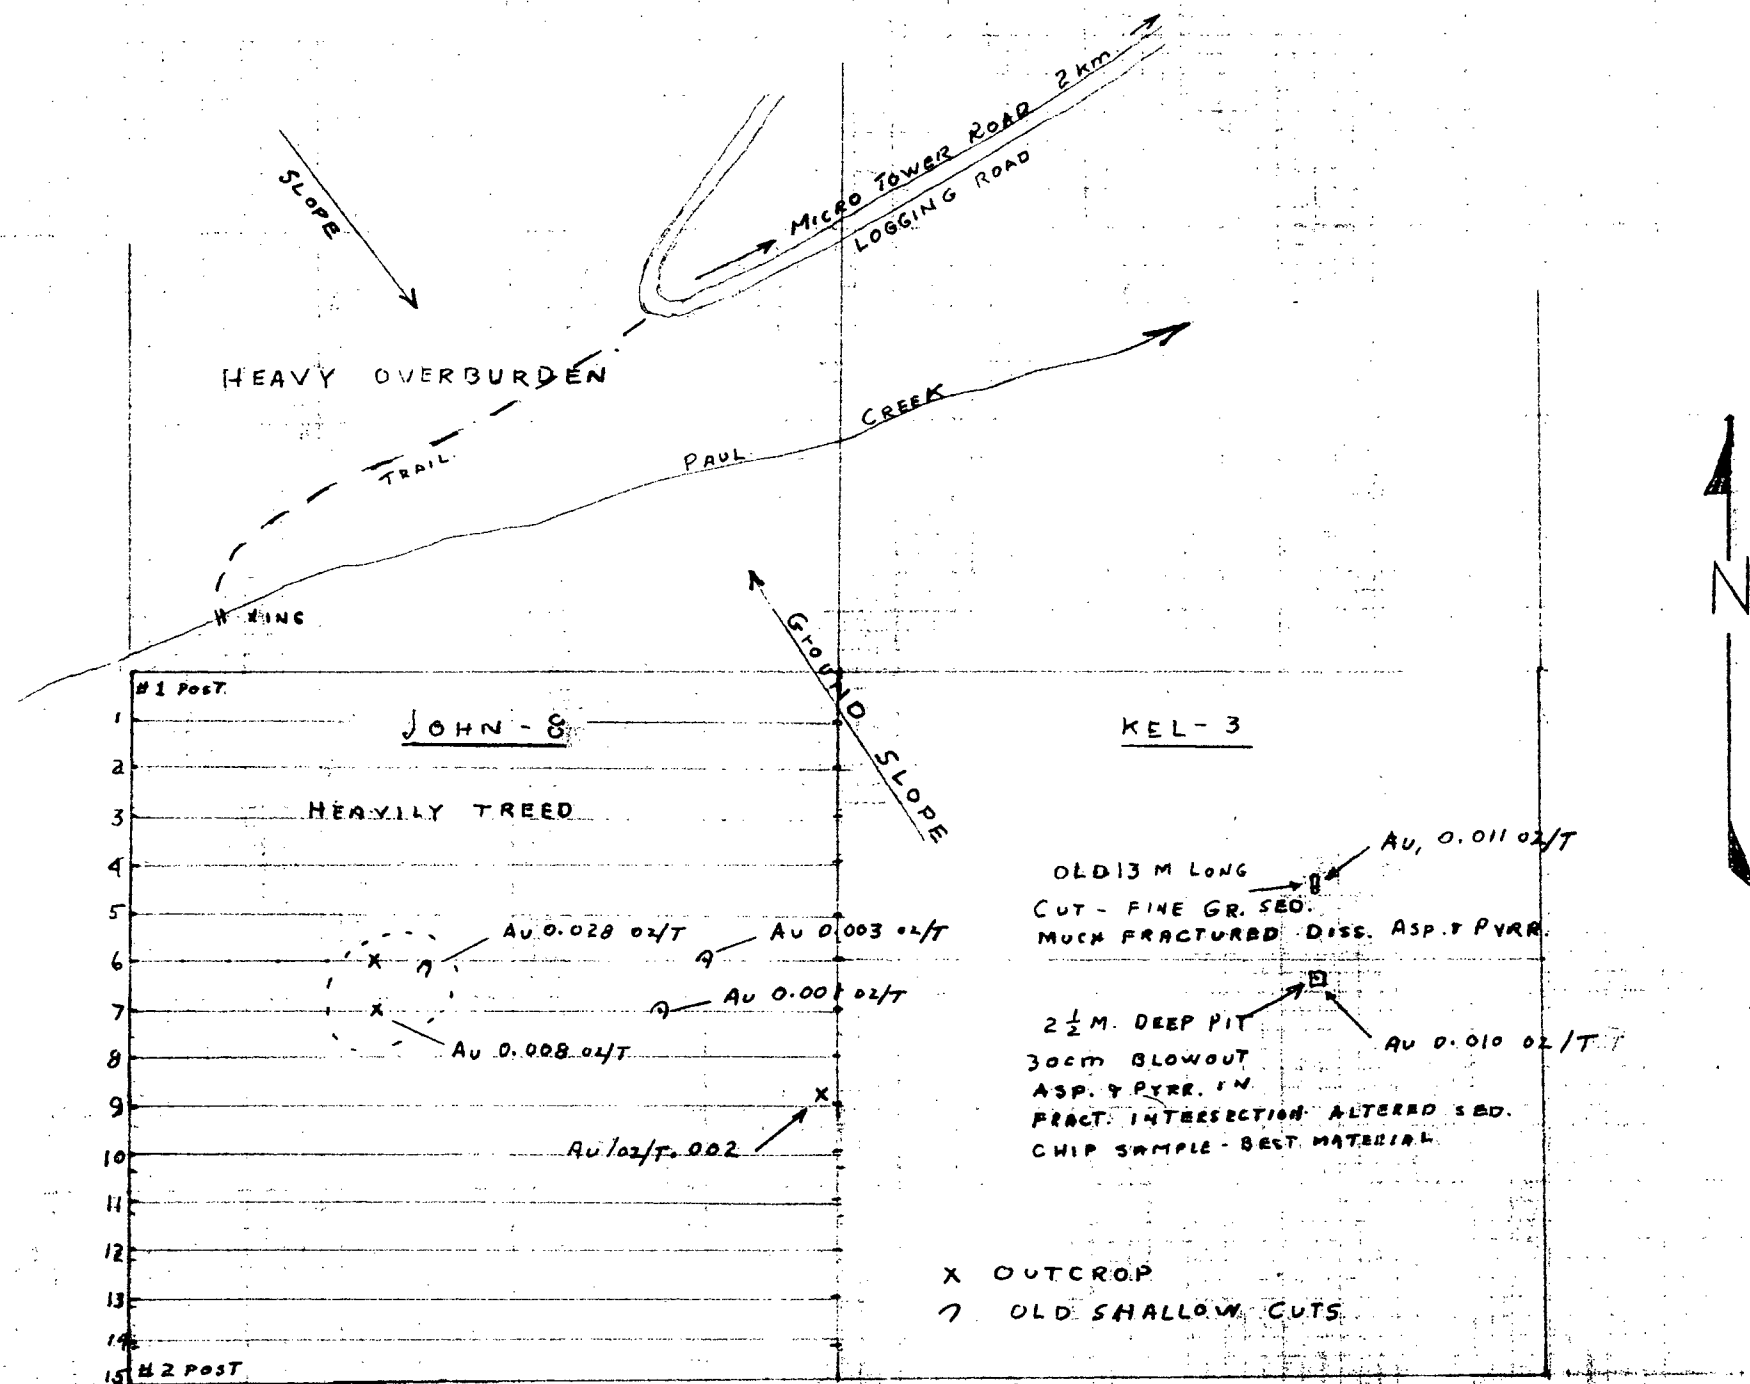 MICRO TOWER ROAD 2 km
LOGGING ROAD
SLOPE
HEAVY OVERBURDEN
TRAIL
PAUL CREEK
XING
N
GROUND SLOPE
#1 POST
JOHN - 8
KEL - 3
HEAVILY TREED
1
2
3
4
5
6
7
8
9
10
11
12
13
14
15
Au 0.028 oz/T
Au 0.003 oz/T
Au 0.001 oz/T
Au 0.008 oz/T
Au/oz/T. 002
Au, 0.011 oz/T
OLD 13 M LONG
CUT - FINE GR. SED.
MUCH FRACTURED DISS. ASP. & PYRR.
2 ½ M. DEEP PIT
30cm BLOWOUT
ASP. & PYRR. IN
FRACT. INTERSECTION ALTERED SED.
CHIP SAMPLE - BEST MATERIAL
Au 0.010 oz/T
X OUTCROP
OLD SHALLOW CUTS
#2 POST